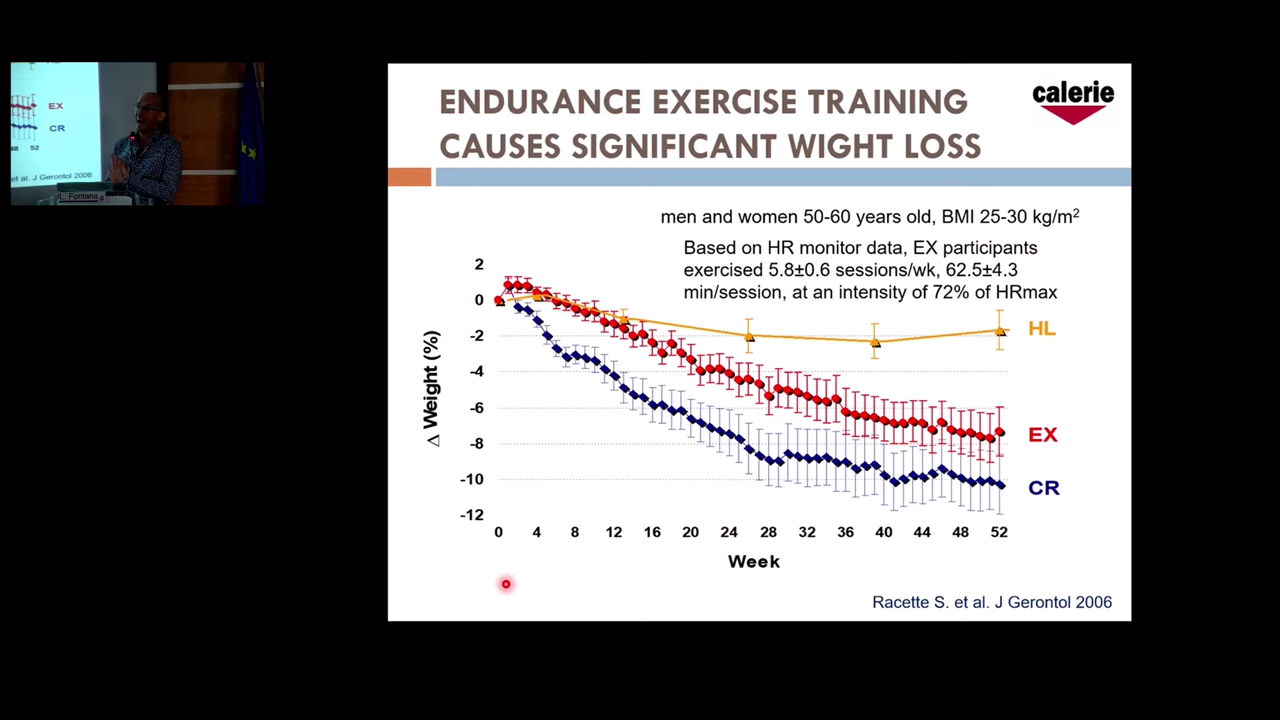 ENDURANCE EXERCISE TRAINING
CAUSES SIGNIFICANT WIGHT LOSS
calerie
men and women 50-60 years old, BMI 25-30 kg/m²
Based on HR monitor data, EX participants
exercised 5.8±0.6 sessions/wk, 62.5±4.3
min/session, at an intensity of 72% of HRmax
Δ Weight (%)
2
0
-2
-4
-6
-8
-10
-12
HL
EX
CR
0 4 8 12 16 20 24 28 32 36 40 44 48 52
Week
Racette S. et al. J Gerontol 2006
EX
CR
48 52
et al. J Gerontol 2006
L. Fontana